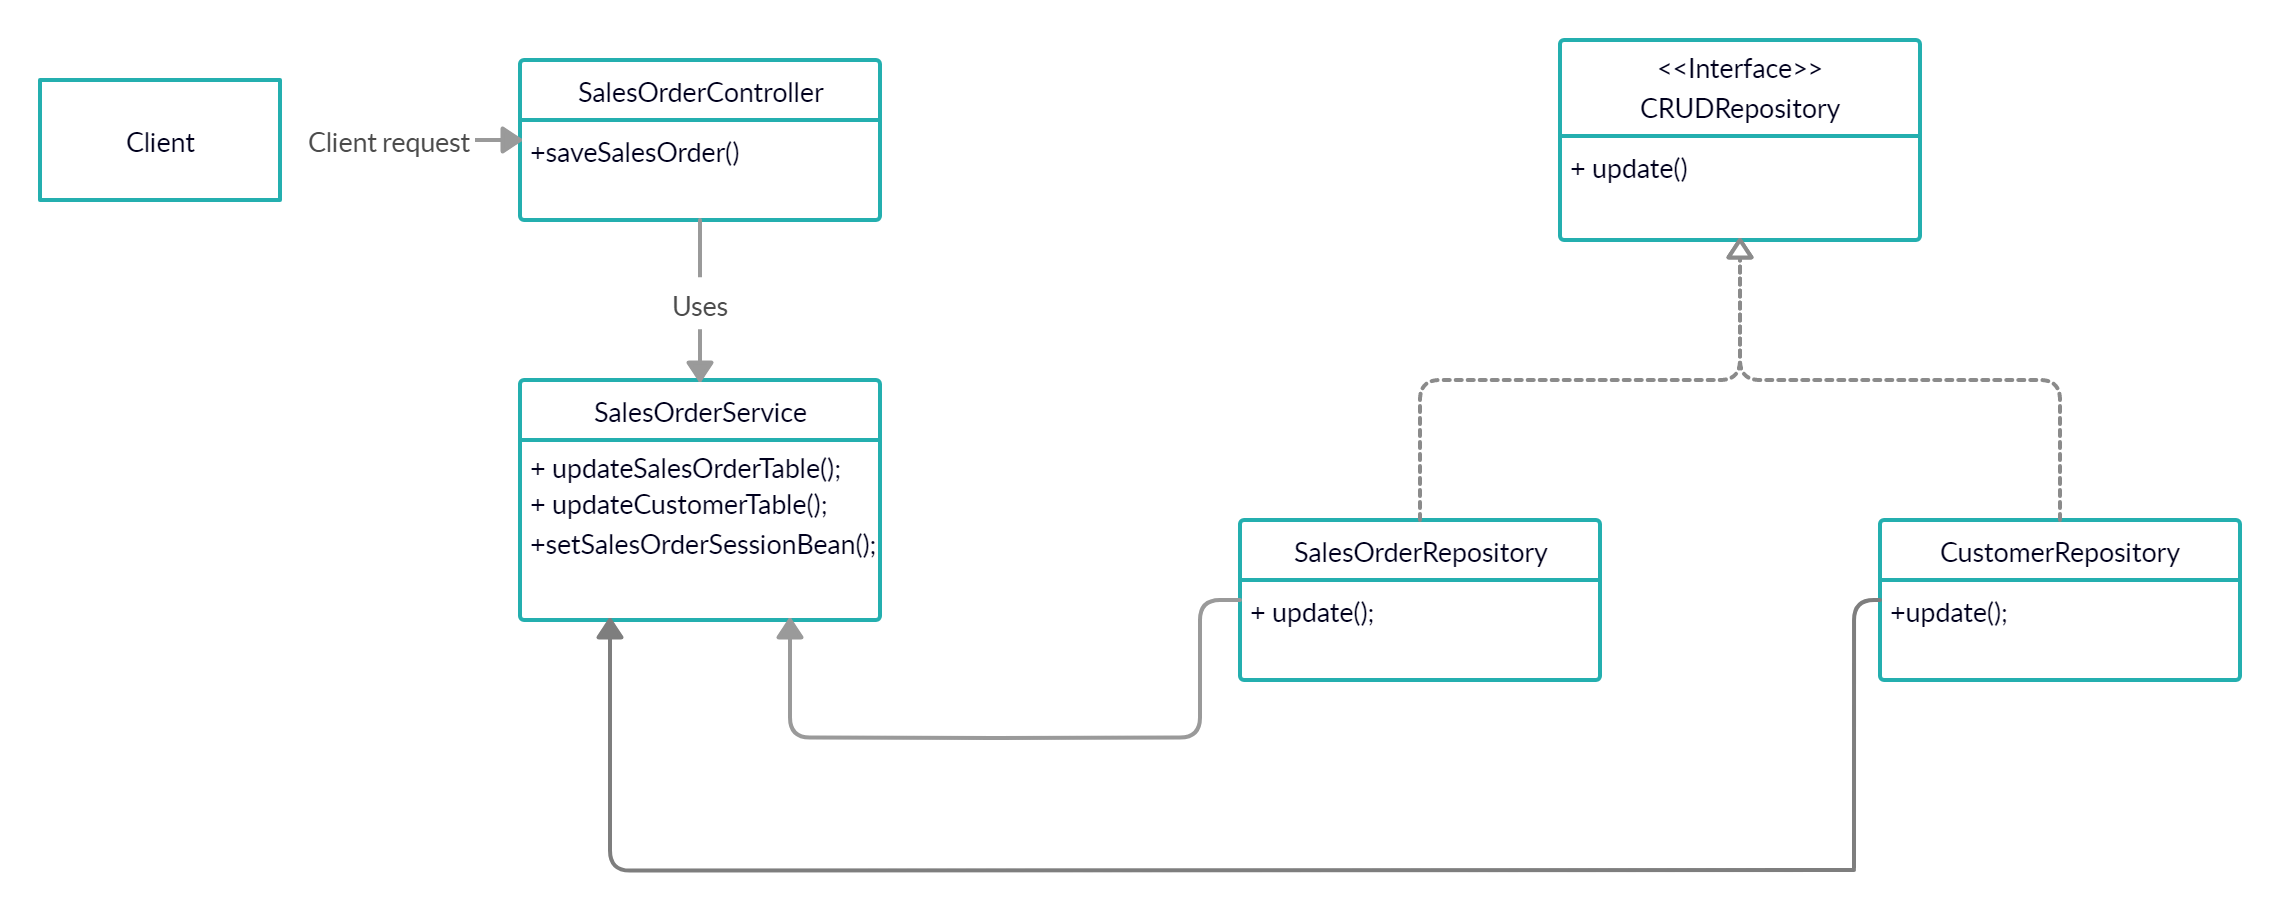 Client
Client request
SalesOrderController
+saveSalesOrder()
Uses
SalesOrderService
+ updateSalesOrderTable();
+ updateCustomerTable();
+setSalesOrderSessionBean();
<<Interface>>
CRUDRepository
+ update()
SalesOrderRepository
+ update();
CustomerRepository
+update();